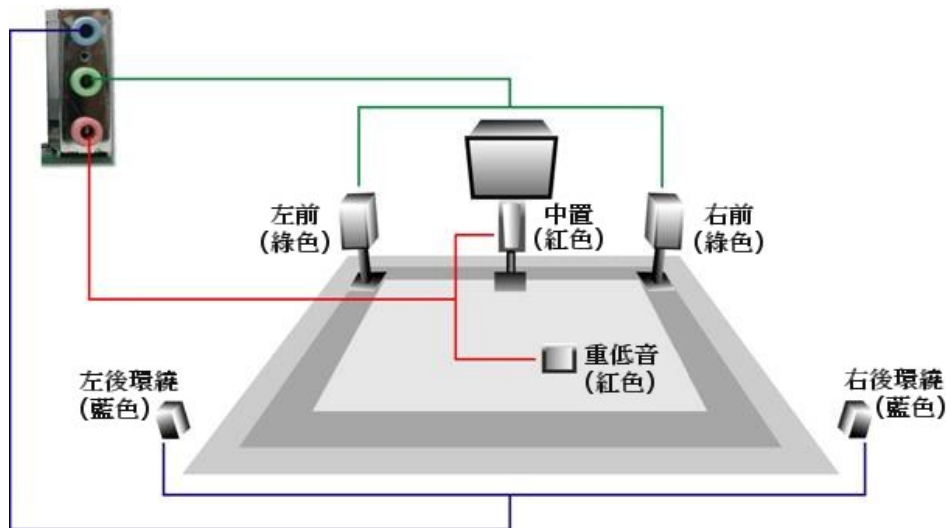 左前
(綠色)
中置
(紅色)
右前
(綠色)
重低音
(紅色)
左後環繞
(藍色)
右後環繞
(藍色)